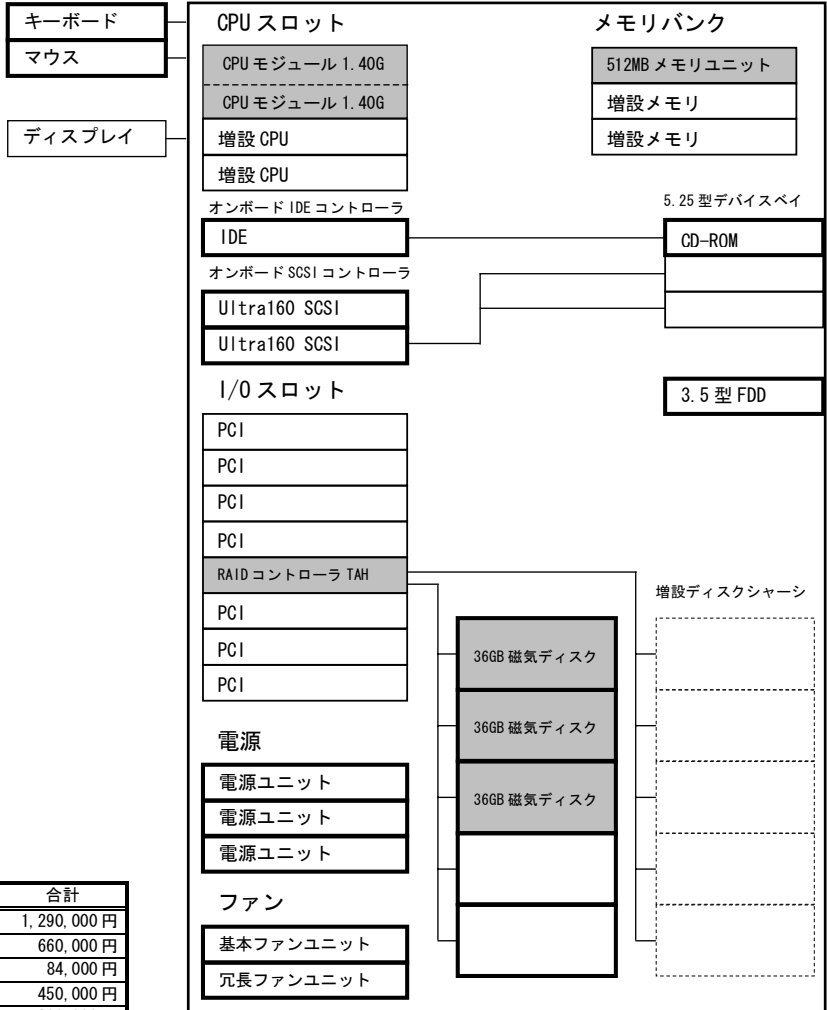 キーボード
マウス
ディスプレイ
CPU スロット
CPU モジュール 1.40G
CPU モジュール 1.40G
増設 CPU
増設 CPU
メモリバンク
512MB メモリユニット
増設メモリ
増設メモリ
オンボード IDE コントローラ
IDE
5.25 型デバイスベイ
CD-ROM
オンボード SCSI コントローラ
Ultra160 SCSI
Ultra160 SCSI
3.5 型 FDD
I/O スロット
PCI
PCI
PCI
PCI
RAID コントローラ TAH
PCI
PCI
PCI
36GB 磁気ディスク
36GB 磁気ディスク
36GB 磁気ディスク
増設ディスクシャーシ
電源
電源ユニット
電源ユニット
電源ユニット
ファン
基本ファンユニット
冗長ファンユニット
合計
1,290,000 円
660,000 円
84,000 円
450,000 円